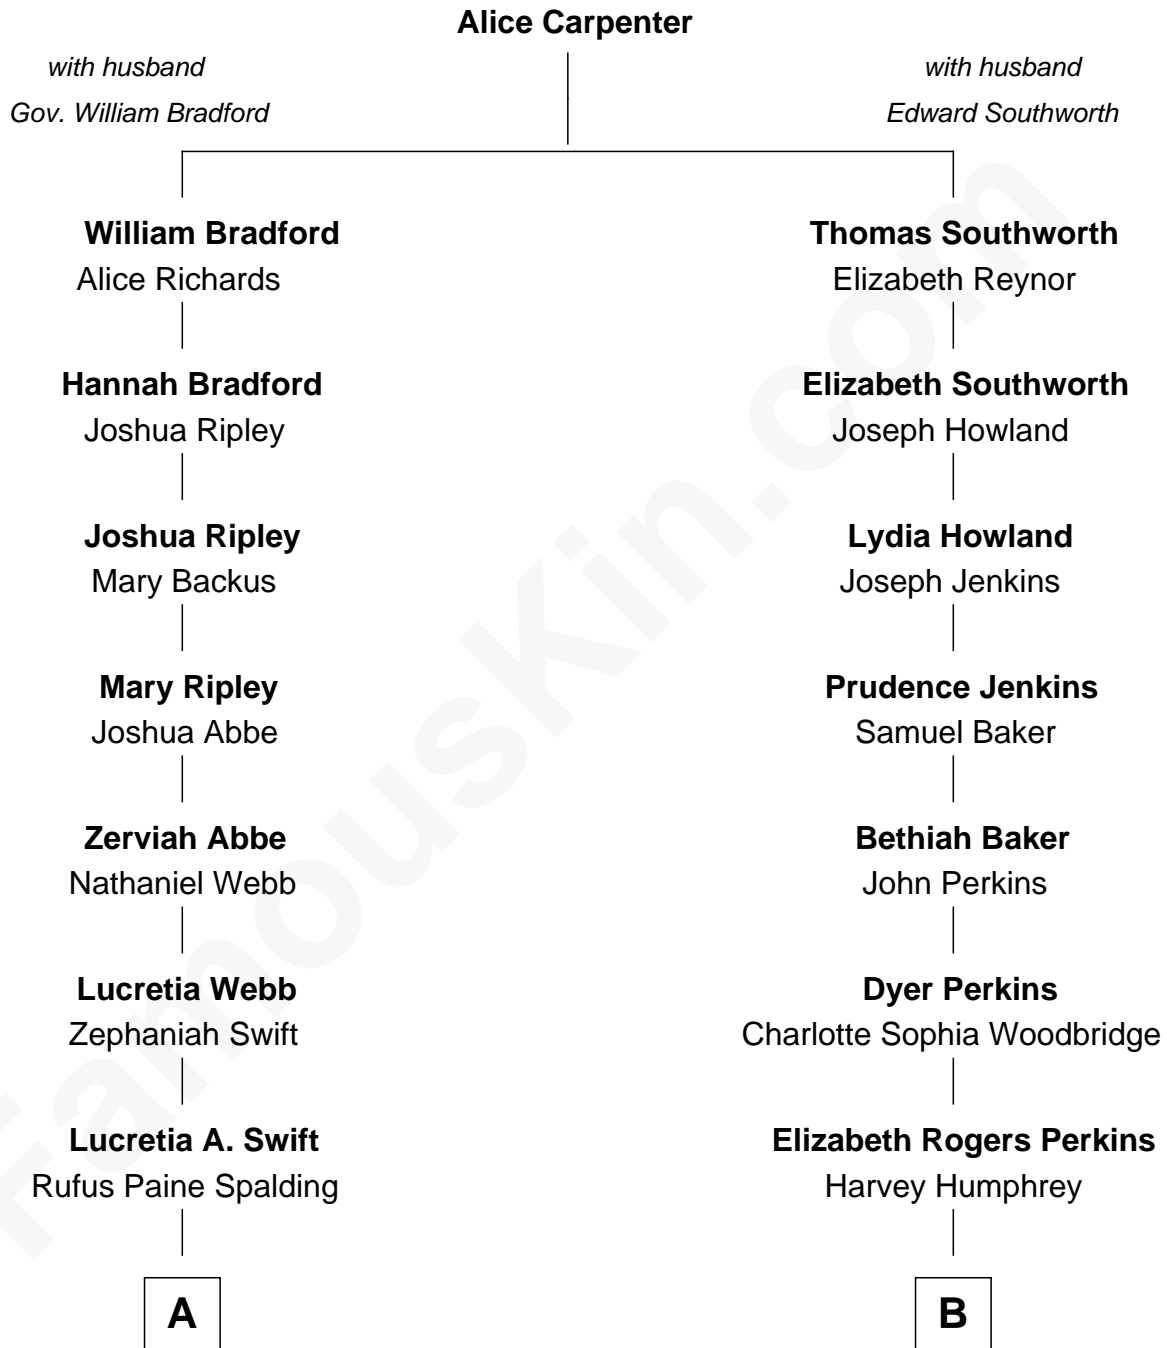 Alice Carpenter
with husband
Gov. William Bradford
with husband
Edward Southworth
William Bradford
Alice Richards
Thomas Southworth
Elizabeth Reynor
Hannah Bradford
Joshua Ripley
Elizabeth Southworth
Joseph Howland
Joshua Ripley
Mary Backus
Lydia Howland
Joseph Jenkins
Mary Ripley
Joshua Abbe
Prudence Jenkins
Samuel Baker
Zerviah Abbe
Nathaniel Webb
Bethiah Baker
John Perkins
Lucretia Webb
Zephaniah Swift
Dyer Perkins
Charlotte Sophia Woodbridge
Lucretia A. Swift
Rufus Paine Spalding
Elizabeth Rogers Perkins
Harvey Humphrey
A
B
FamousKin.com